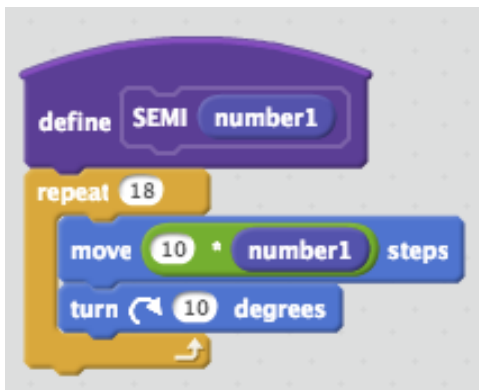 define SEMI number1
repeat 18
move 10 * number1 steps
turn 10 degrees